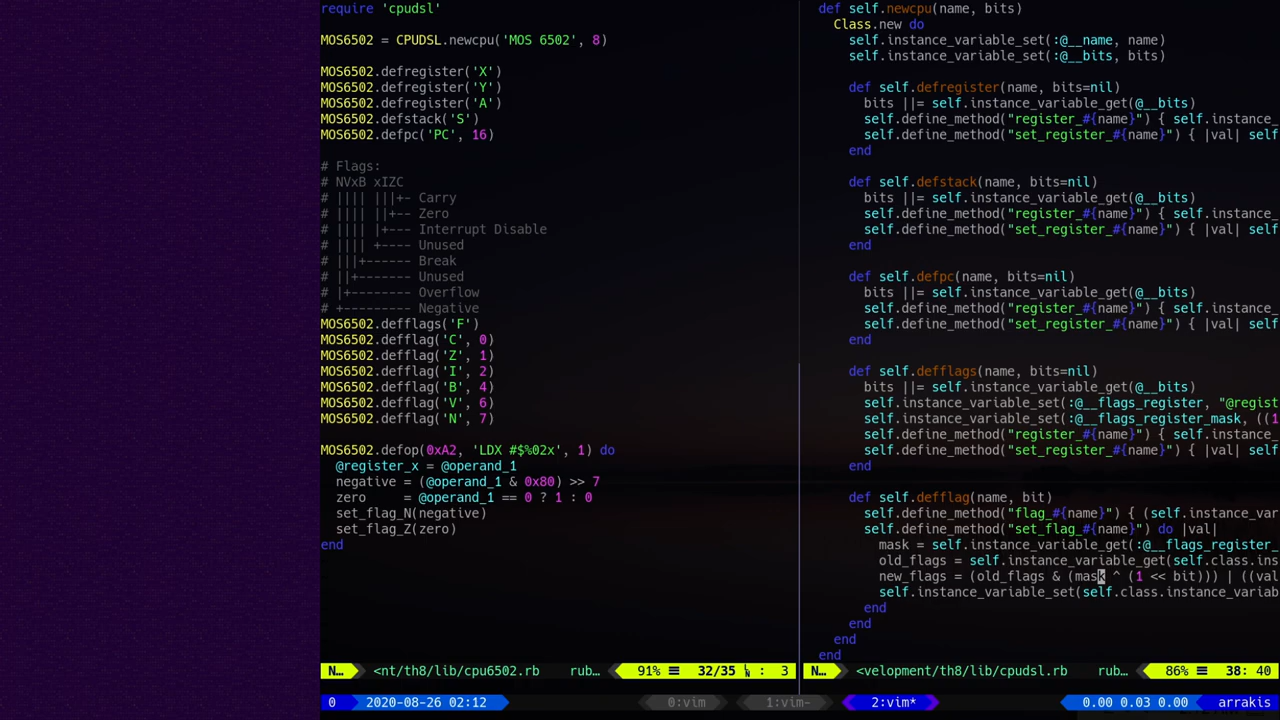 require 'cpudsl'
MOS6502 = CPUDSL.newcpu('MOS 6502', 8)
MOS6502.defregister('X')
MOS6502.defregister('Y')
MOS6502.defregister('A')
MOS6502.defstack('S')
MOS6502.defpc('PC', 16)
# Flags:
# NVxB xIZC
# |||| |||+- Carry
# |||| ||+-- Zero
# |||| |+--- Interrupt Disable
# |||| +---- Unused
# |||+------ Break
# ||+------- Unused
# |+-------- Overflow
# +--------- Negative
MOS6502.defflags('F')
MOS6502.defflag('C', 0)
MOS6502.defflag('Z', 1)
MOS6502.defflag('I', 2)
MOS6502.defflag('B', 4)
MOS6502.defflag('V', 6)
MOS6502.defflag('N', 7)
MOS6502.defop(0xA2, 'LDX #$%02x', 1) do
  @register_x = @operand_1
  negative = (@operand_1 & 0x80) >> 7
  zero     = @operand_1 == 0 ? 1 : 0
  set_flag_N(negative)
  set_flag_Z(zero)
end
N… <nt/th8/lib/cpu6502.rb rub… 91% ≡ 32/35 ㏑ : 3
  def self.newcpu(name, bits)
    Class.new do
      self.instance_variable_set(:@__name, name)
      self.instance_variable_set(:@__bits, bits)
      def self.defregister(name, bits=nil)
        bits ||= self.instance_variable_get(@__bits)
        self.define_method("register_#{name}") { self.instance_
        self.define_method("set_register_#{name}") { |val| self
      end
      def self.defstack(name, bits=nil)
        bits ||= self.instance_variable_get(@__bits)
        self.define_method("register_#{name}") { self.instance_
        self.define_method("set_register_#{name}") { |val| self
      end
      def self.defpc(name, bits=nil)
        bits ||= self.instance_variable_get(@__bits)
        self.define_method("register_#{name}") { self.instance_
        self.define_method("set_register_#{name}") { |val| self
      end
      def self.defflags(name, bits=nil)
        bits ||= self.instance_variable_get(@__bits)
        self.instance_variable_set(:@__flags_register, "@regist
        self.instance_variable_set(:@__flags_register_mask, ((1
        self.define_method("register_#{name}") { self.instance_
        self.define_method("set_register_#{name}") { |val| self
      end
      def self.defflag(name, bit)
        self.define_method("flag_#{name}") { (self.instance_var
        self.define_method("set_flag_#{name}") do |val|
          mask = self.instance_variable_get(:@__flags_register_
          old_flags = self.instance_variable_get(self.class.ins
          new_flags = (old_flags & (mask ^ (1 << bit))) | ((val
          self.instance_variable_set(self.class.instance_variab
        end
      end
    end
  end
N… <velopment/th8/lib/cpudsl.rb rub… 86% ≡ 38: 40
0 2020-08-26 02:12 0:vim 1:vim- 2:vim* 0.00 0.03 0.00 arrakis